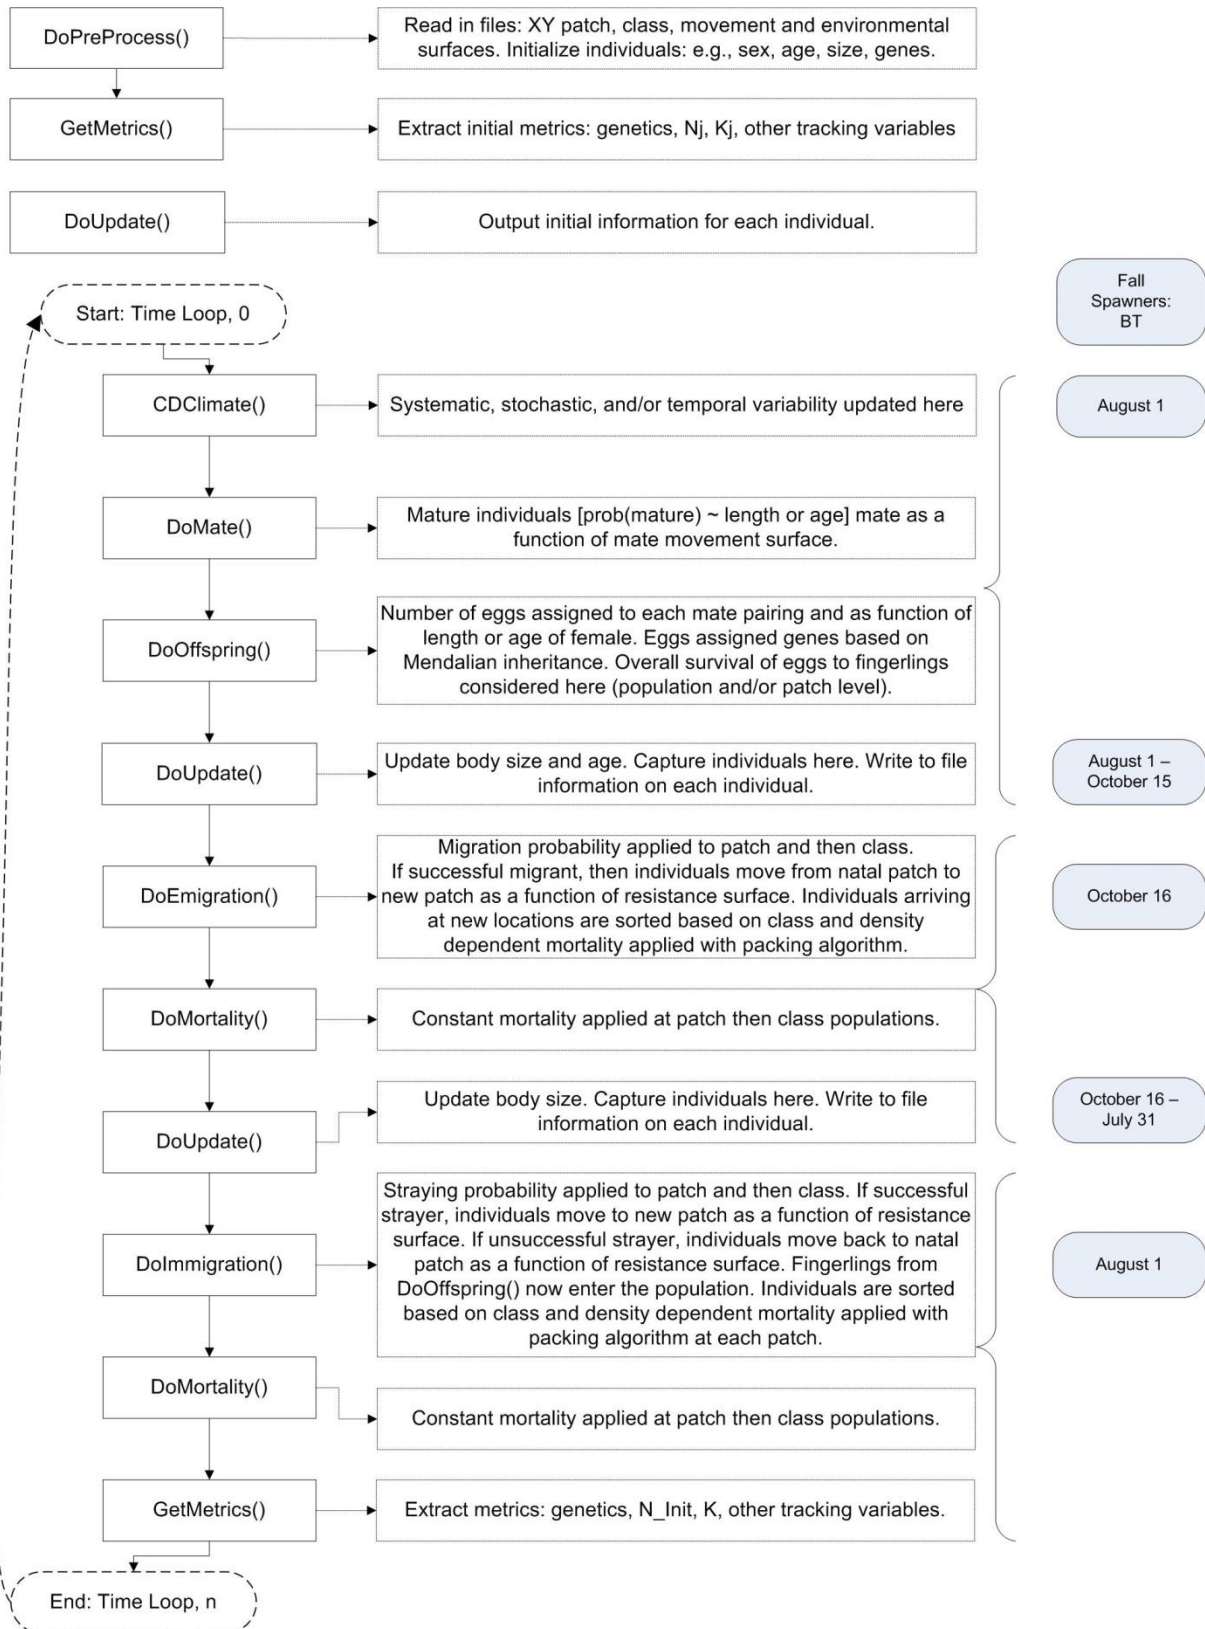 DoPreProcess()
Read in files: XY patch, class, movement and environmental
surfaces. Initialize individuals: e.g., sex, age, size, genes.
GetMetrics()
Extract initial metrics: genetics, Nj, Kj, other tracking variables
DoUpdate()
Output initial information for each individual.
Fall
Spawners:
BT
Start: Time Loop, 0
CDClimate()
Systematic, stochastic, and/or temporal variability updated here
August 1
DoMate()
Mature individuals [prob(mature) ~ length or age] mate as a
function of mate movement surface.
DoOffspring()
Number of eggs assigned to each mate pairing and as function of
length or age of female. Eggs assigned genes based on
Mendalian inheritance. Overall survival of eggs to fingerlings
considered here (population and/or patch level).
DoUpdate()
Update body size and age. Capture individuals here. Write to file
information on each individual.
August 1 –
October 15
DoEmigration()
Migration probability applied to patch and then class.
If successful migrant, then individuals move from natal patch to
new patch as a function of resistance surface. Individuals arriving
at new locations are sorted based on class and density
dependent mortality applied with packing algorithm.
October 16
DoMortality()
Constant mortality applied at patch then class populations.
DoUpdate()
Update body size. Capture individuals here. Write to file
information on each individual.
October 16 –
July 31
DoImmigration()
Straying probability applied to patch and then class. If successful
strayer, individuals move to new patch as a function of resistance
surface. If unsuccessful strayer, individuals move back to natal
patch as a function of resistance surface. Fingerlings from
DoOffspring() now enter the population. Individuals are sorted
based on class and density dependent mortality applied with
packing algorithm at each patch.
August 1
DoMortality()
Constant mortality applied at patch then class populations.
GetMetrics()
Extract metrics: genetics, N_Init, K, other tracking variables.
End: Time Loop, n